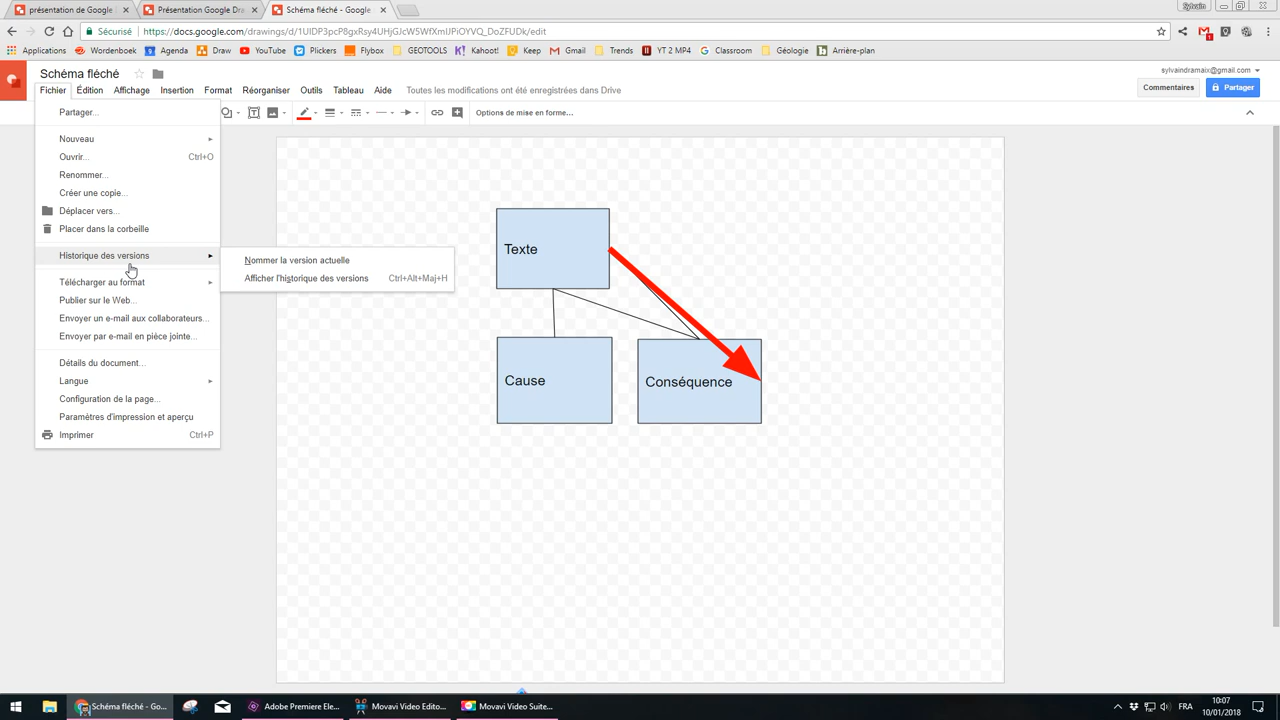 présentation de Google D
Présentation Google Dra
Schéma fléché - Google
Sylvain
Sécurisé
https://docs.google.com/drawings/d/1UIDP3pcP8gxRsy4UHjGJcW5WfXmIJPiOYVQ_DoZFUDk/edit
Applications Wordenboek Agenda Draw YouTube Plickers Flybox GEOTOOLS Kahoot! Keep Gmail Trends YT 2 MP4 Classroom Géologie Arrière-plan
Schéma fléché
sylvaindramaix@gmail.com
Fichier Édition Affichage Insertion Format Réorganiser Outils Tableau Aide Toutes les modifications ont été enregistrées dans Drive
Commentaires
Partager
Options de mise en forme...
Partager...
Nouveau
Ouvrir... Ctrl+O
Renommer...
Créer une copie...
Déplacer vers...
Placer dans la corbeille
Historique des versions
Nommer la version actuelle
Afficher l'historique des versions Ctrl+Alt+Maj+H
Télécharger au format
Publier sur le Web...
Envoyer un e-mail aux collaborateurs...
Envoyer par e-mail en pièce jointe...
Détails du document...
Langue
Configuration de la page...
Paramètres d'impression et aperçu
Imprimer Ctrl+P
Texte
Cause
Conséquence
Schéma fléché - Go...
Adobe Premiere Ele...
Movavi Video Edito...
Movavi Video Suite...
FRA
10:07
10/01/2018